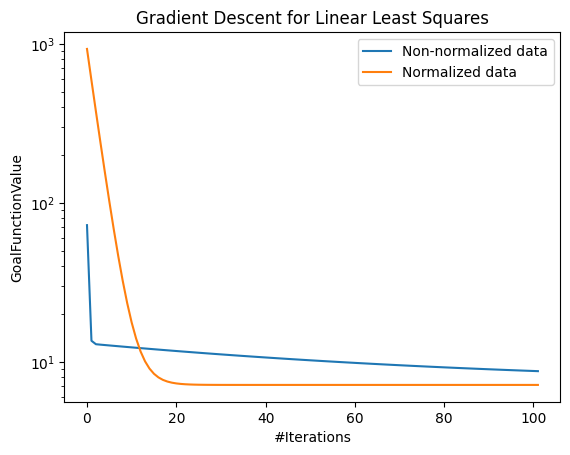 Gradient Descent for Linear Least Squares
Non-normalized data
Normalized data
10³
10²
10¹
GoalFunctionValue
0 20 40 60 80 100
#Iterations